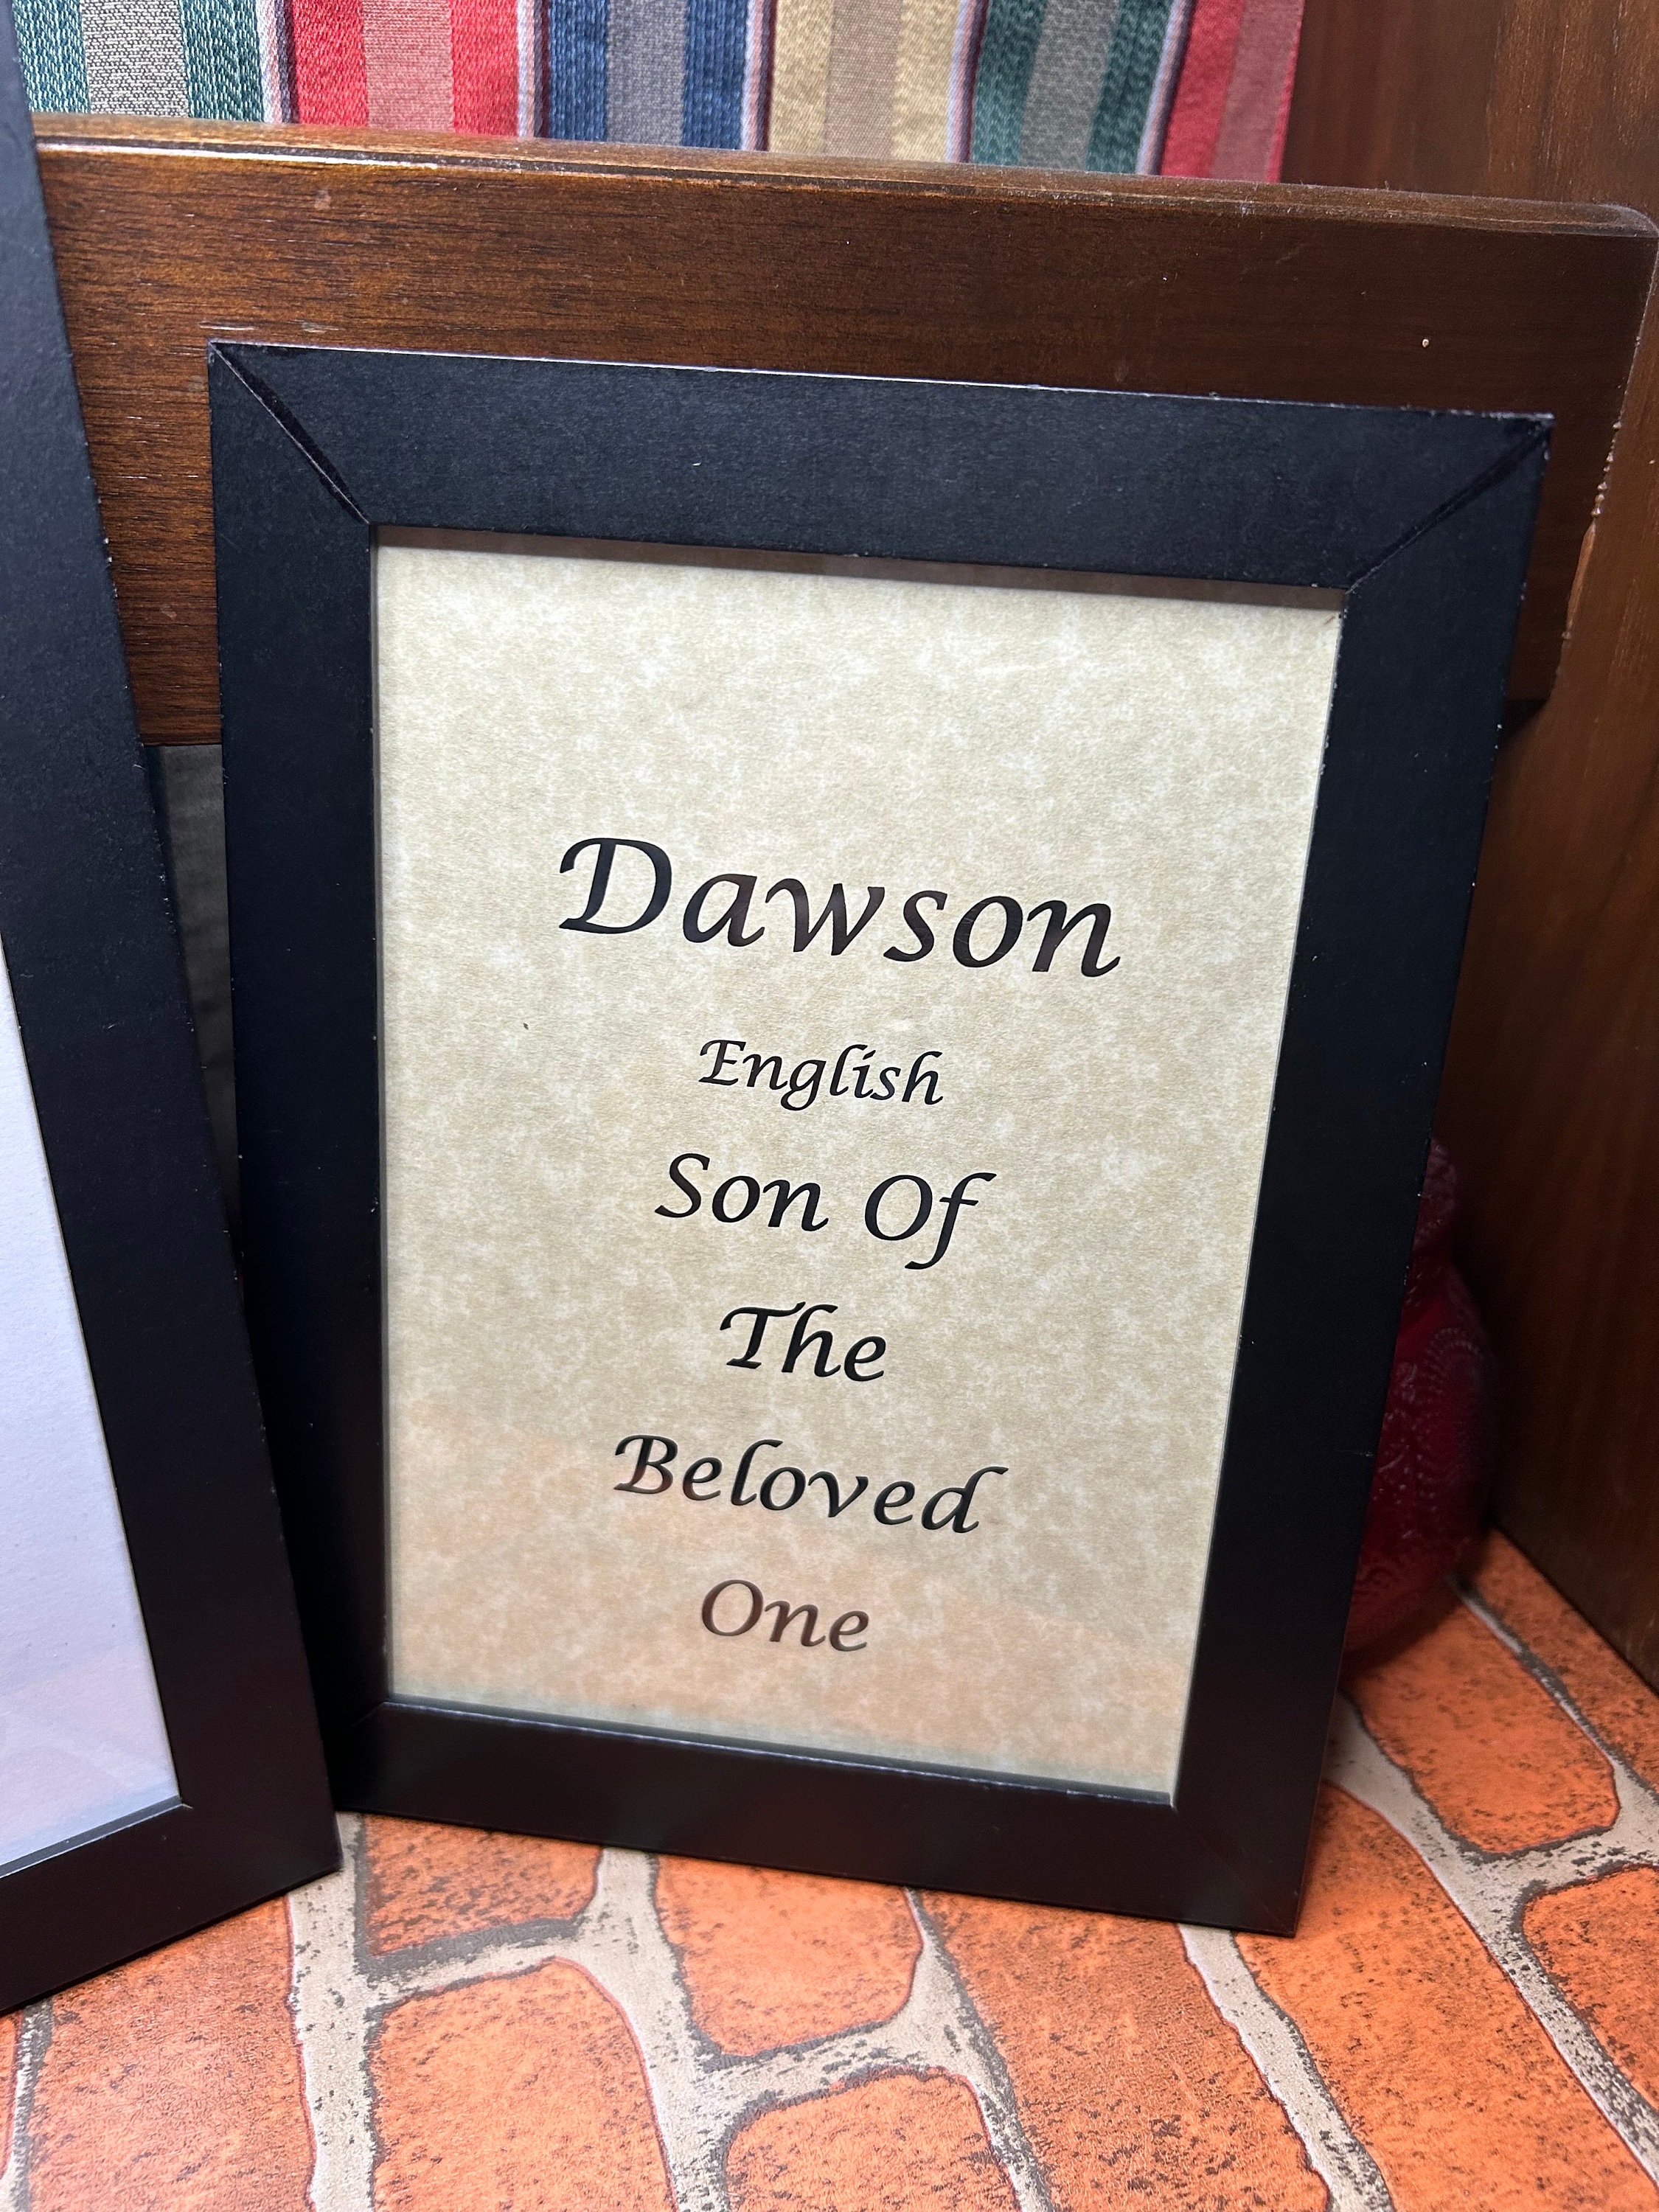 Dawson
English
Son Of
The
Beloved
One